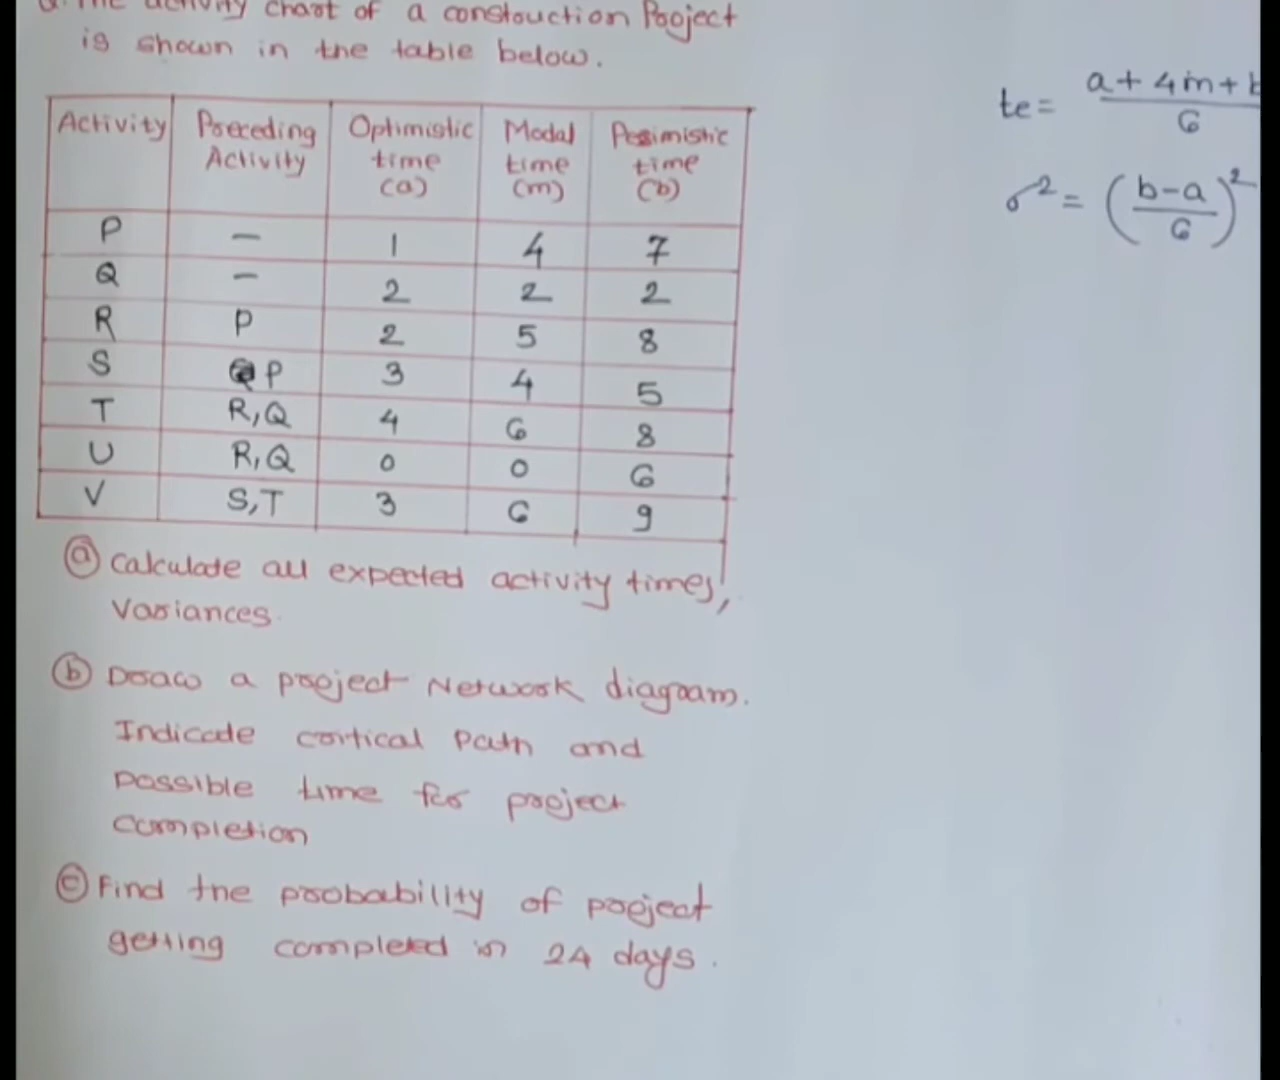 Q. The activity chart of a construction Project
is shown in the table below.
Activity Preceding Activity Optimistic time (a) Modal time (m) Pessimistic time (b)
P - 1 4 7
Q - 2 2 2
R P 2 5 8
S P 3 4 5
T R,Q 4 6 8
U R,Q 0 0 6
V S,T 3 6 9
(a) Calculate all expected activity times,
Variances.
(b) Draw a project Network diagram.
Indicate critical Path and
Possible time for project
Completion
(c) Find the probability of project
getting completed in 24 days.
te = a + 4m + b / 6
σ² = (b-a / 6)²